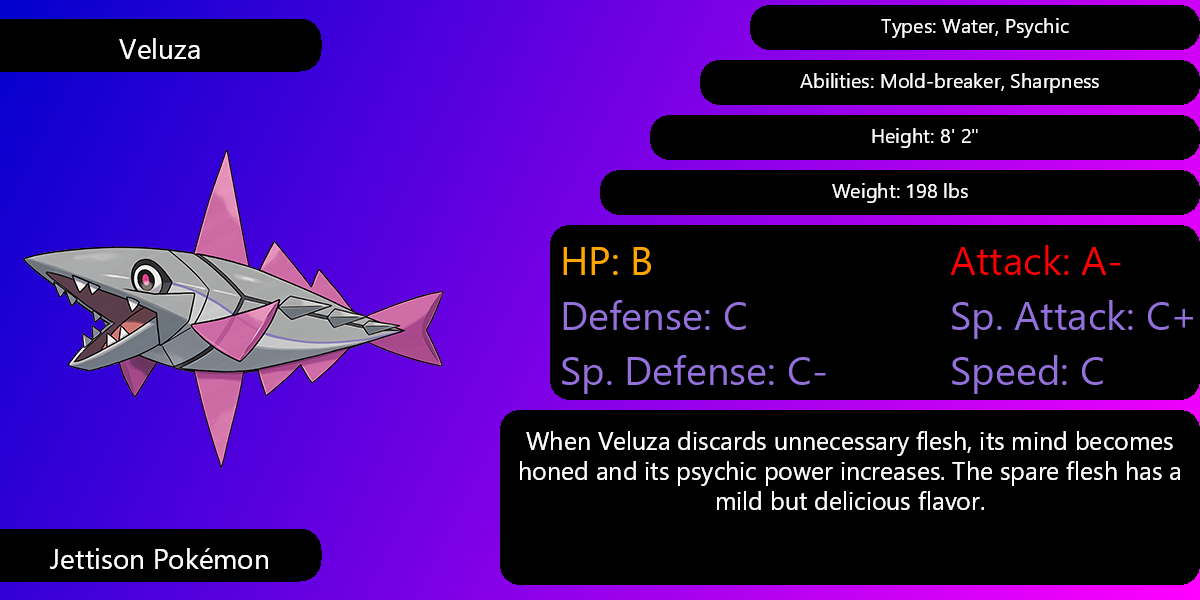 Veluza
Types: Water, Psychic
Abilities: Mold-breaker, Sharpness
Height: 8' 2"
Weight: 198 lbs
HP: B
Attack: A-
Defense: C
Sp. Attack: C+
Sp. Defense: C-
Speed: C
When Veluza discards unnecessary flesh, its mind becomes
honed and its psychic power increases. The spare flesh has a
mild but delicious flavor.
Jettison Pokémon